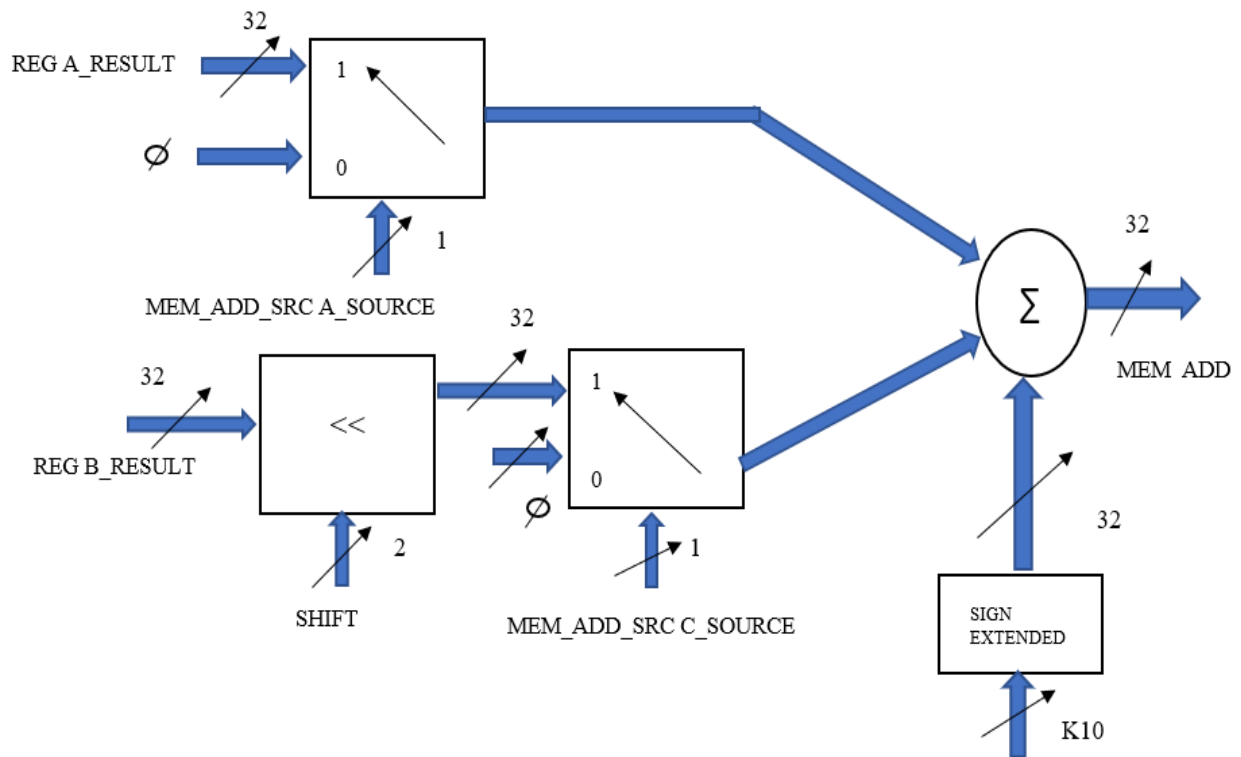 32
REG A_RESULT
1
∅
0
1
MEM_ADD_SRC A_SOURCE
32
Σ
MEM ADD
32
32
REG B_RESULT
<<
1
∅
0
2
SHIFT
1
MEM_ADD_SRC C_SOURCE
32
SIGN
EXTENDED
K10